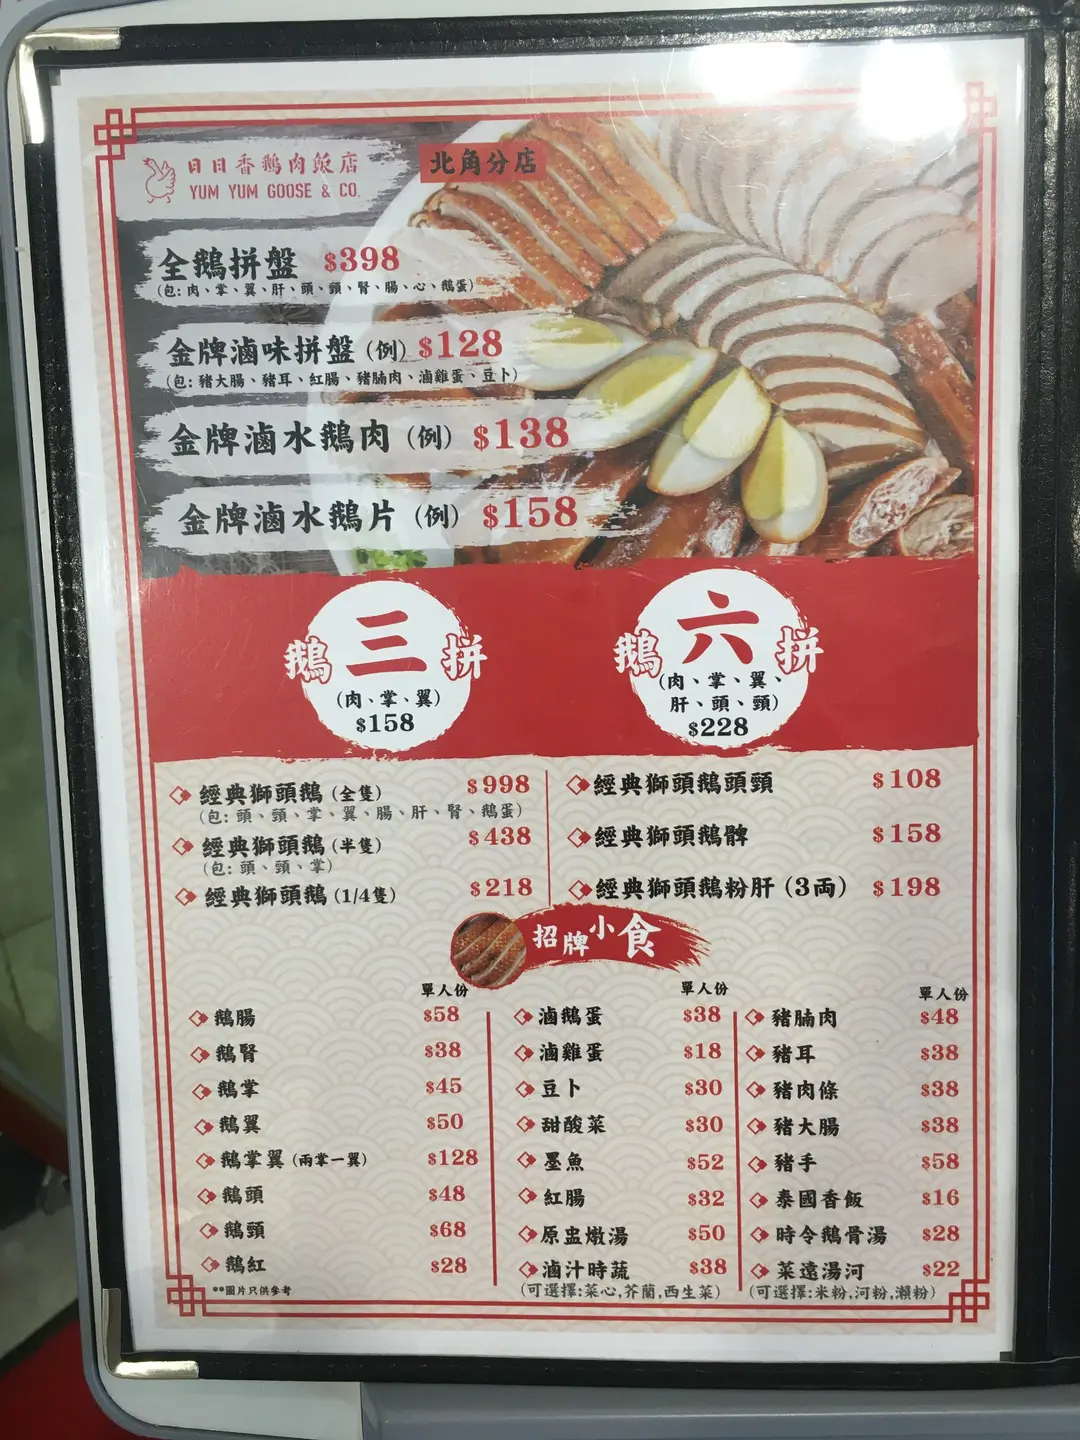 日日香鵝肉飯店
YUM YUM GOOSE & CO.
北角分店
全鵝拼盤 $398
(包:肉、掌、翼、肝、頭、頸、腎、腸、心、鵝蛋)
金牌滷味拼盤(例) $128
(包:豬大腸、豬耳、紅腸、豬腩肉、滷雞蛋、豆卜)
金牌滷水鵝肉(例) $138
金牌滷水鵝片(例) $158
鵝三拼
(肉、掌、翼)
$158
鵝六拼
(肉、掌、翼、
肝、頭、頸)
$228
經典獅頭鵝(全隻) $998
(包:頭、頸、掌、翼、腸、肝、腎、鵝蛋)
經典獅頭鵝(半隻) $438
(包:頭、頸、掌)
經典獅頭鵝(1/4隻) $218
經典獅頭鵝頭頸 $108
經典獅頭鵝髀 $158
經典獅頭鵝粉肝(3両) $198
招牌小食
單人份
鵝腸 $58
鵝腎 $38
鵝掌 $45
鵝翼 $50
鵝掌翼(兩掌一翼) $128
鵝頭 $48
鵝頸 $68
鵝紅 $28
**圖片只供參考
單人份
滷鵝蛋 $38
滷雞蛋 $18
豆卜 $30
甜酸菜 $30
墨魚 $52
紅腸 $32
原盅燉湯 $50
滷汁時蔬 $38
(可選擇:菜心,芥蘭,西生菜)
單人份
豬腩肉 $48
豬耳 $38
豬肉條 $38
豬大腸 $38
豬手 $58
泰國香飯 $16
時令鵝骨湯 $28
菜遠湯河 $22
(可選擇:米粉,河粉,瀨粉)